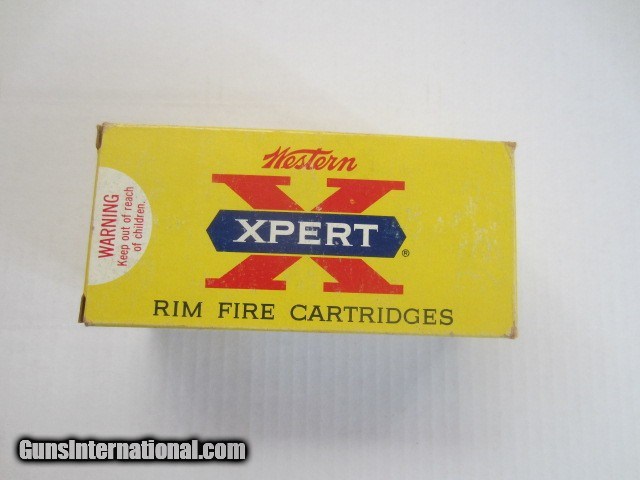 Western
XPERT
®
RIM FIRE CARTRIDGES
WARNING
Keep out of reach
of children.
GunsInternational.com